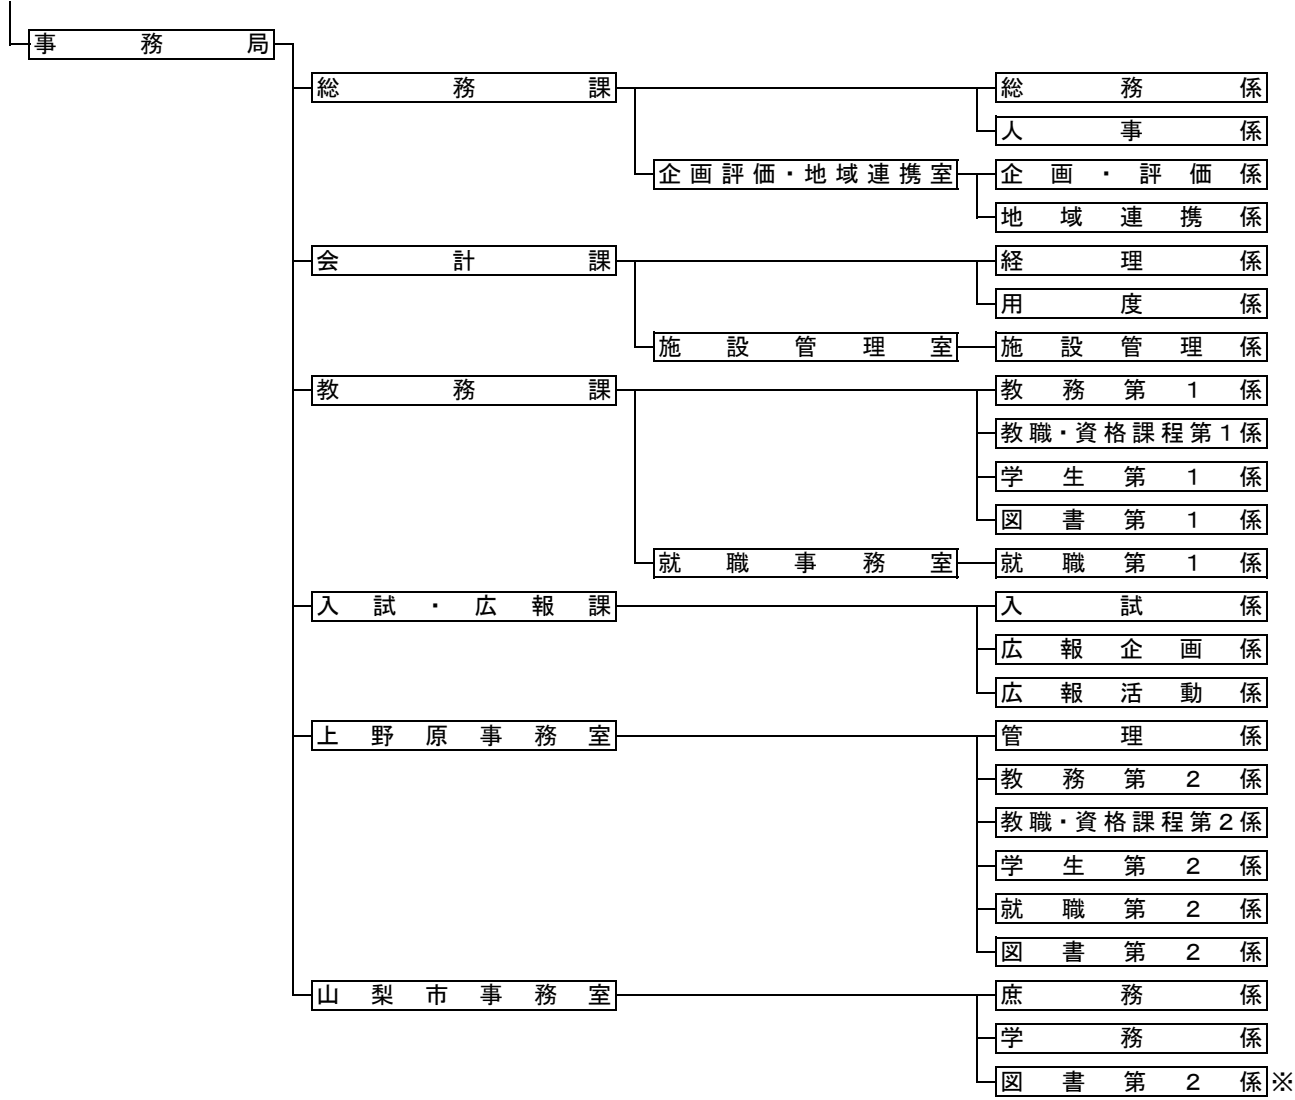 事務局
総務課 総務係
人事係
企画評価・地域連携室 企画・評価係
地域連携係
会計課 経理係
用度係
施設管理室 施設管理係
教務課 教務第１係
教職・資格課程第１係
学生第１係
図書第１係
就職事務室 就職第１係
入試・広報課 入試係
広報企画係
広報活動係
上野原事務室 管理係
教務第２係
教職・資格課程第２係
学生第２係
就職第２係
図書第２係
山梨市事務室 庶務係
学務係
図書第２係※